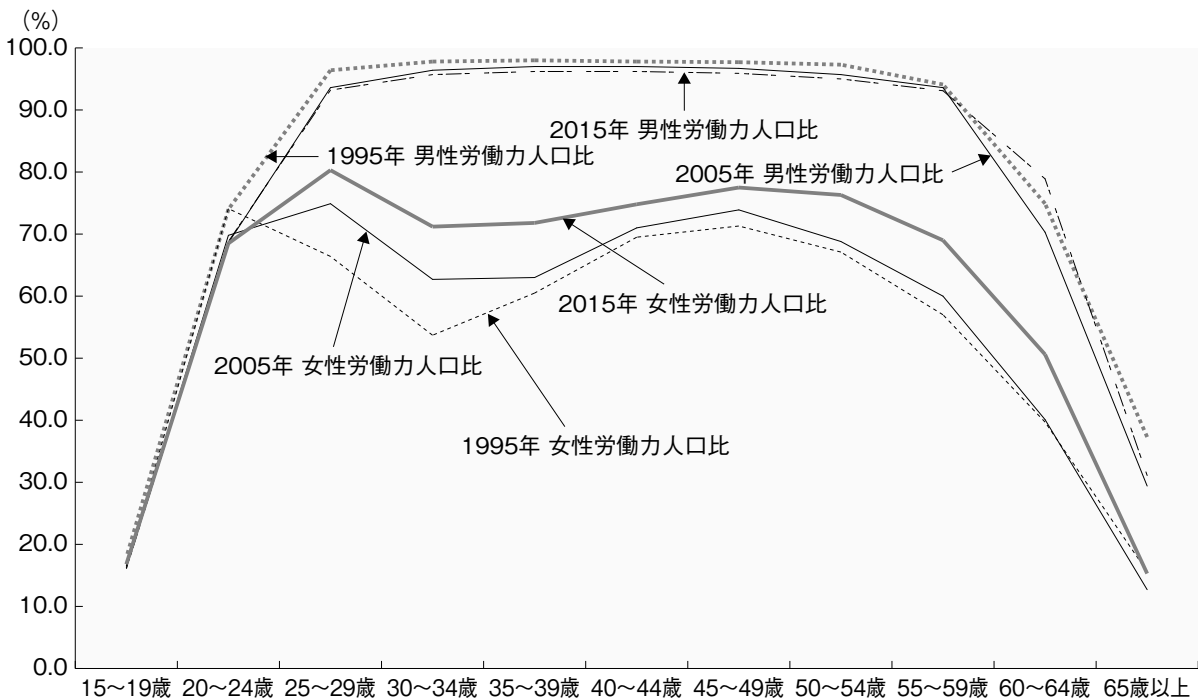 (%)
100.0
90.0
80.0
70.0
60.0
50.0
40.0
30.0
20.0
10.0
0.0
2015年 男性労働力人口比
1995年 男性労働力人口比
2005年 男性労働力人口比
2015年 女性労働力人口比
2005年 女性労働力人口比
1995年 女性労働力人口比
15～19歳 20～24歳 25～29歳 30～34歳 35～39歳 40～44歳 45～49歳 50～54歳 55～59歳 60～64歳 65歳以上